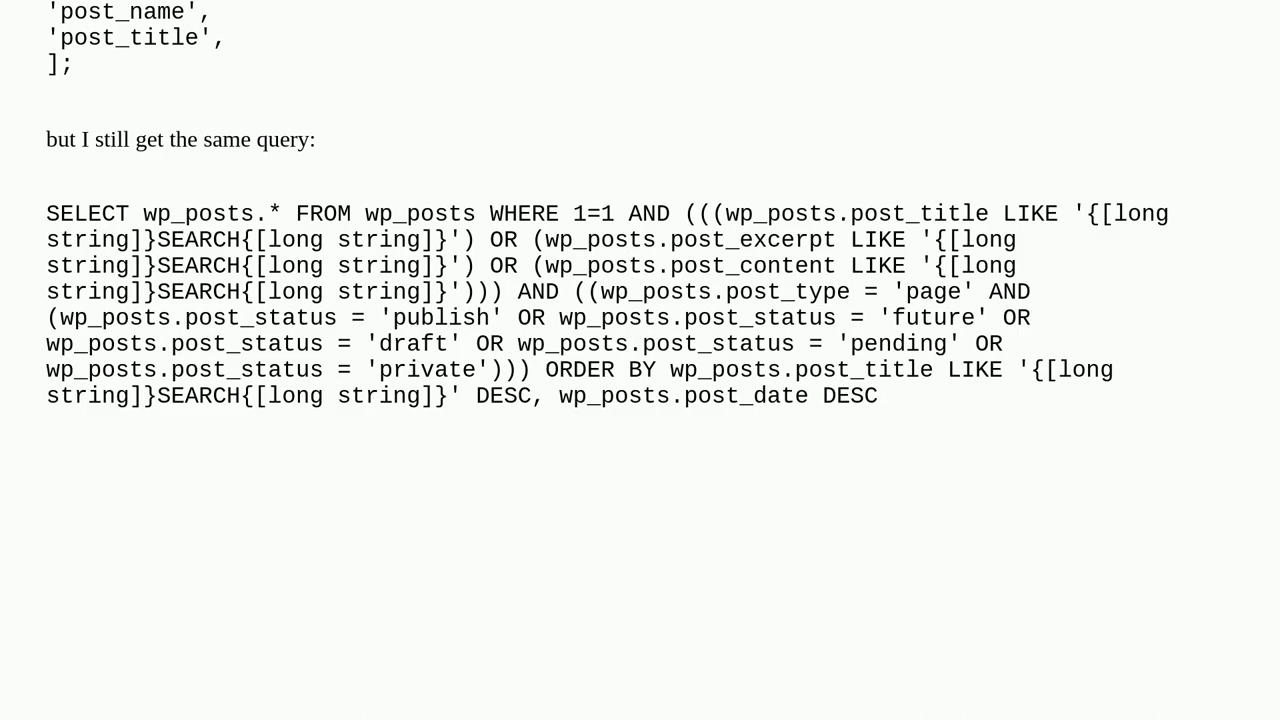 'post_name',
'post_title',
];
but I still get the same query:
SELECT wp_posts.* FROM wp_posts WHERE 1=1 AND (((wp_posts.post_title LIKE '{[long
string]}SEARCH{[long string]}') OR (wp_posts.post_excerpt LIKE '{[long
string]}SEARCH{[long string]}') OR (wp_posts.post_content LIKE '{[long
string]}SEARCH{[long string]}'))) AND ((wp_posts.post_type = 'page' AND
(wp_posts.post_status = 'publish' OR wp_posts.post_status = 'future' OR
wp_posts.post_status = 'draft' OR wp_posts.post_status = 'pending' OR
wp_posts.post_status = 'private'))) ORDER BY wp_posts.post_title LIKE '{[long
string]}SEARCH{[long string]}' DESC, wp_posts.post_date DESC